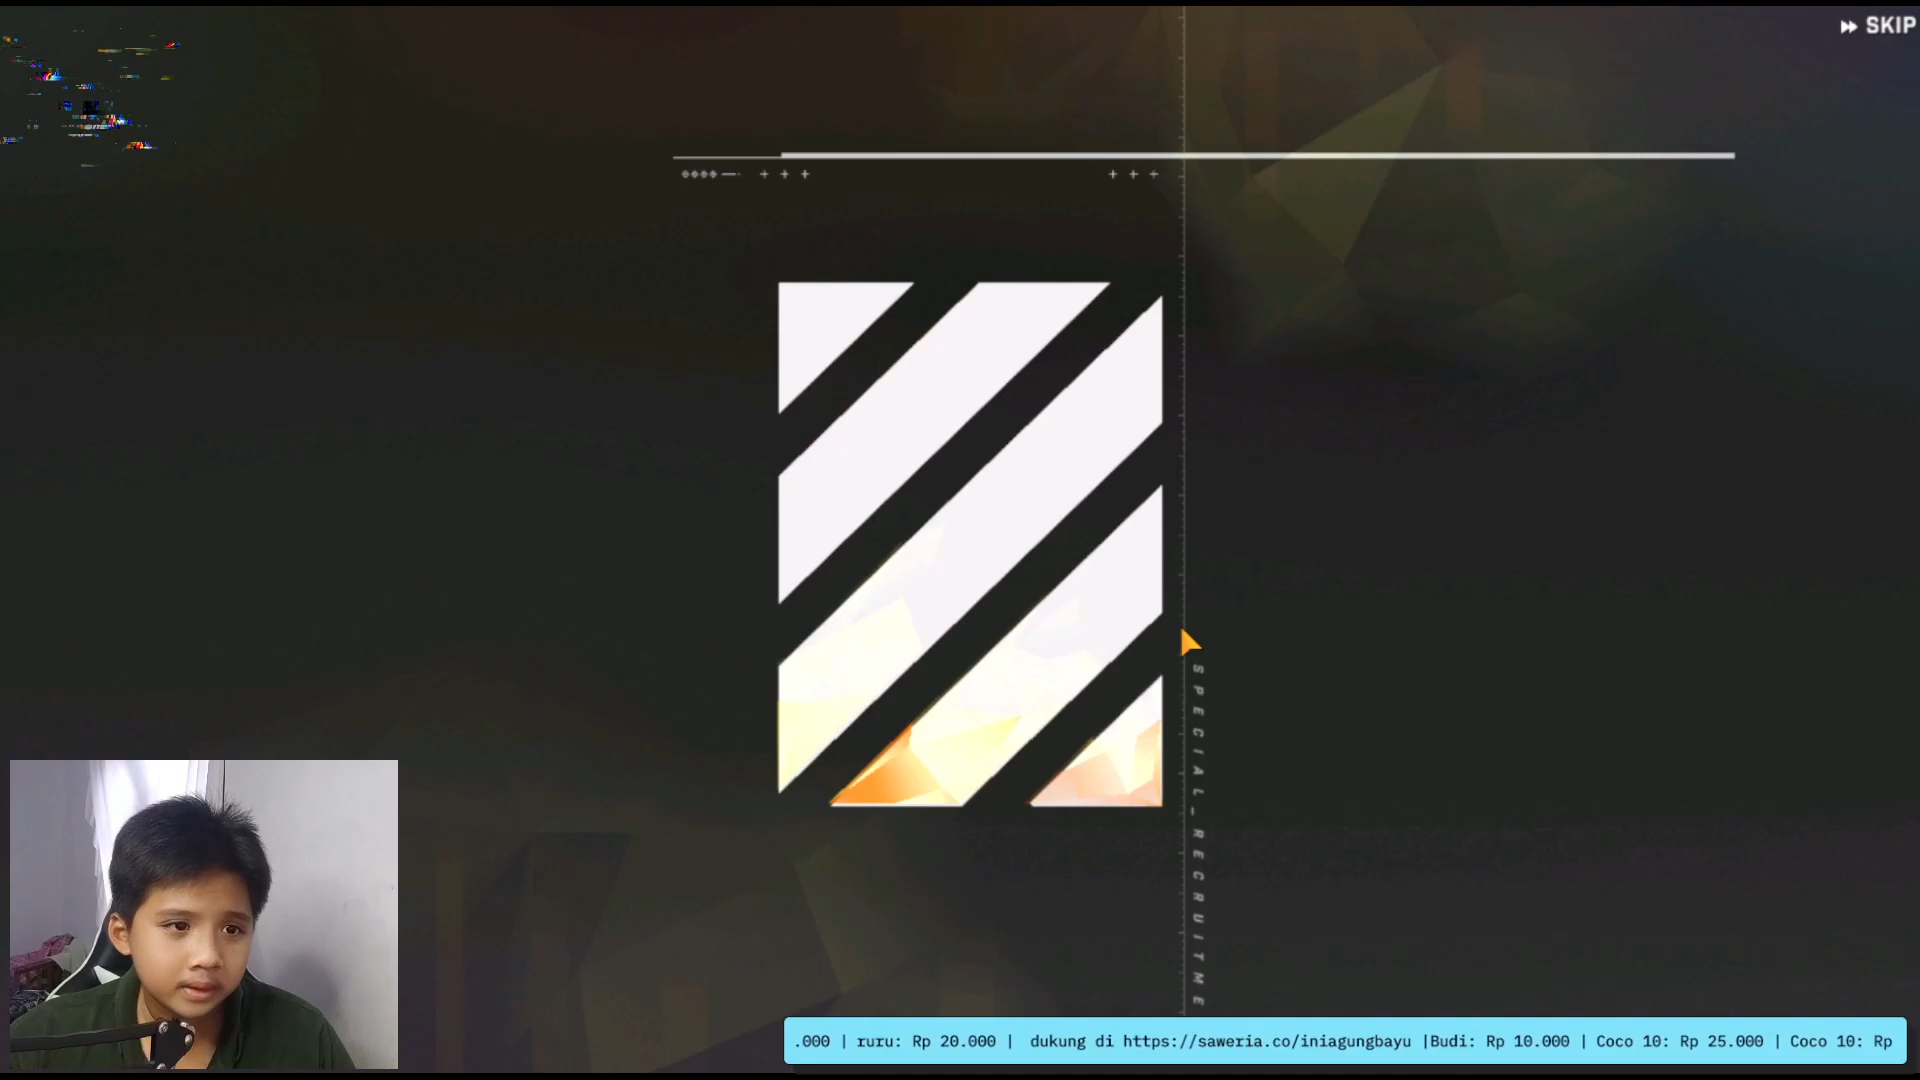 SKIP
SPECIAL_RECRUITME
.000 | ruru: Rp 20.000 | dukung di https://saweria.co/iniagungbayu |Budi: Rp 10.000 | Coco 10: Rp 25.000 | Coco 10: Rp